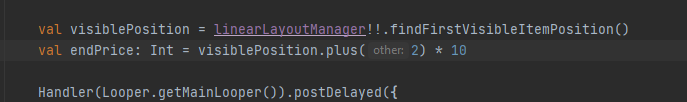 val visiblePosition = linearLayoutManager!!.findFirstVisibleItemPosition()
val endPrice: Int = visiblePosition.plus( other: 2) * 10
Handler(Looper.getMainLooper()).postDelayed({